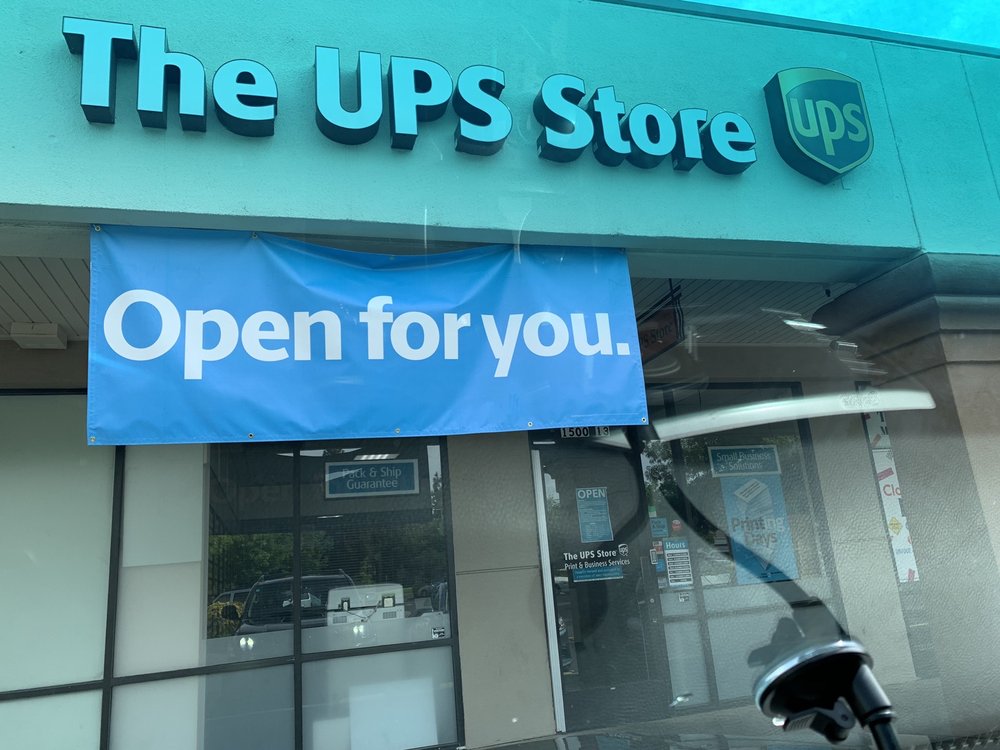 The UPS Store
ups
Open for you.
1500 13
Pack & Ship
Guarantee
Small Business
Solutions
OPEN
Printing
Days
Hours
The UPS Store
Print & Business Services
Clo